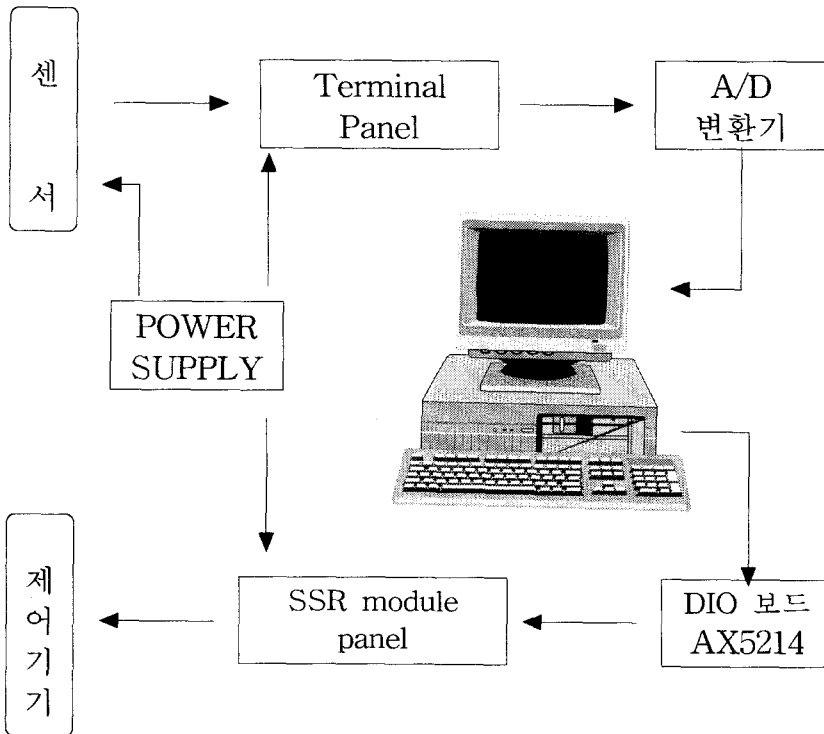 센
서
Terminal
Panel
A/D
변환기
POWER
SUPPLY
제
어
기
기
SSR module
panel
DIO 보드
AX5214